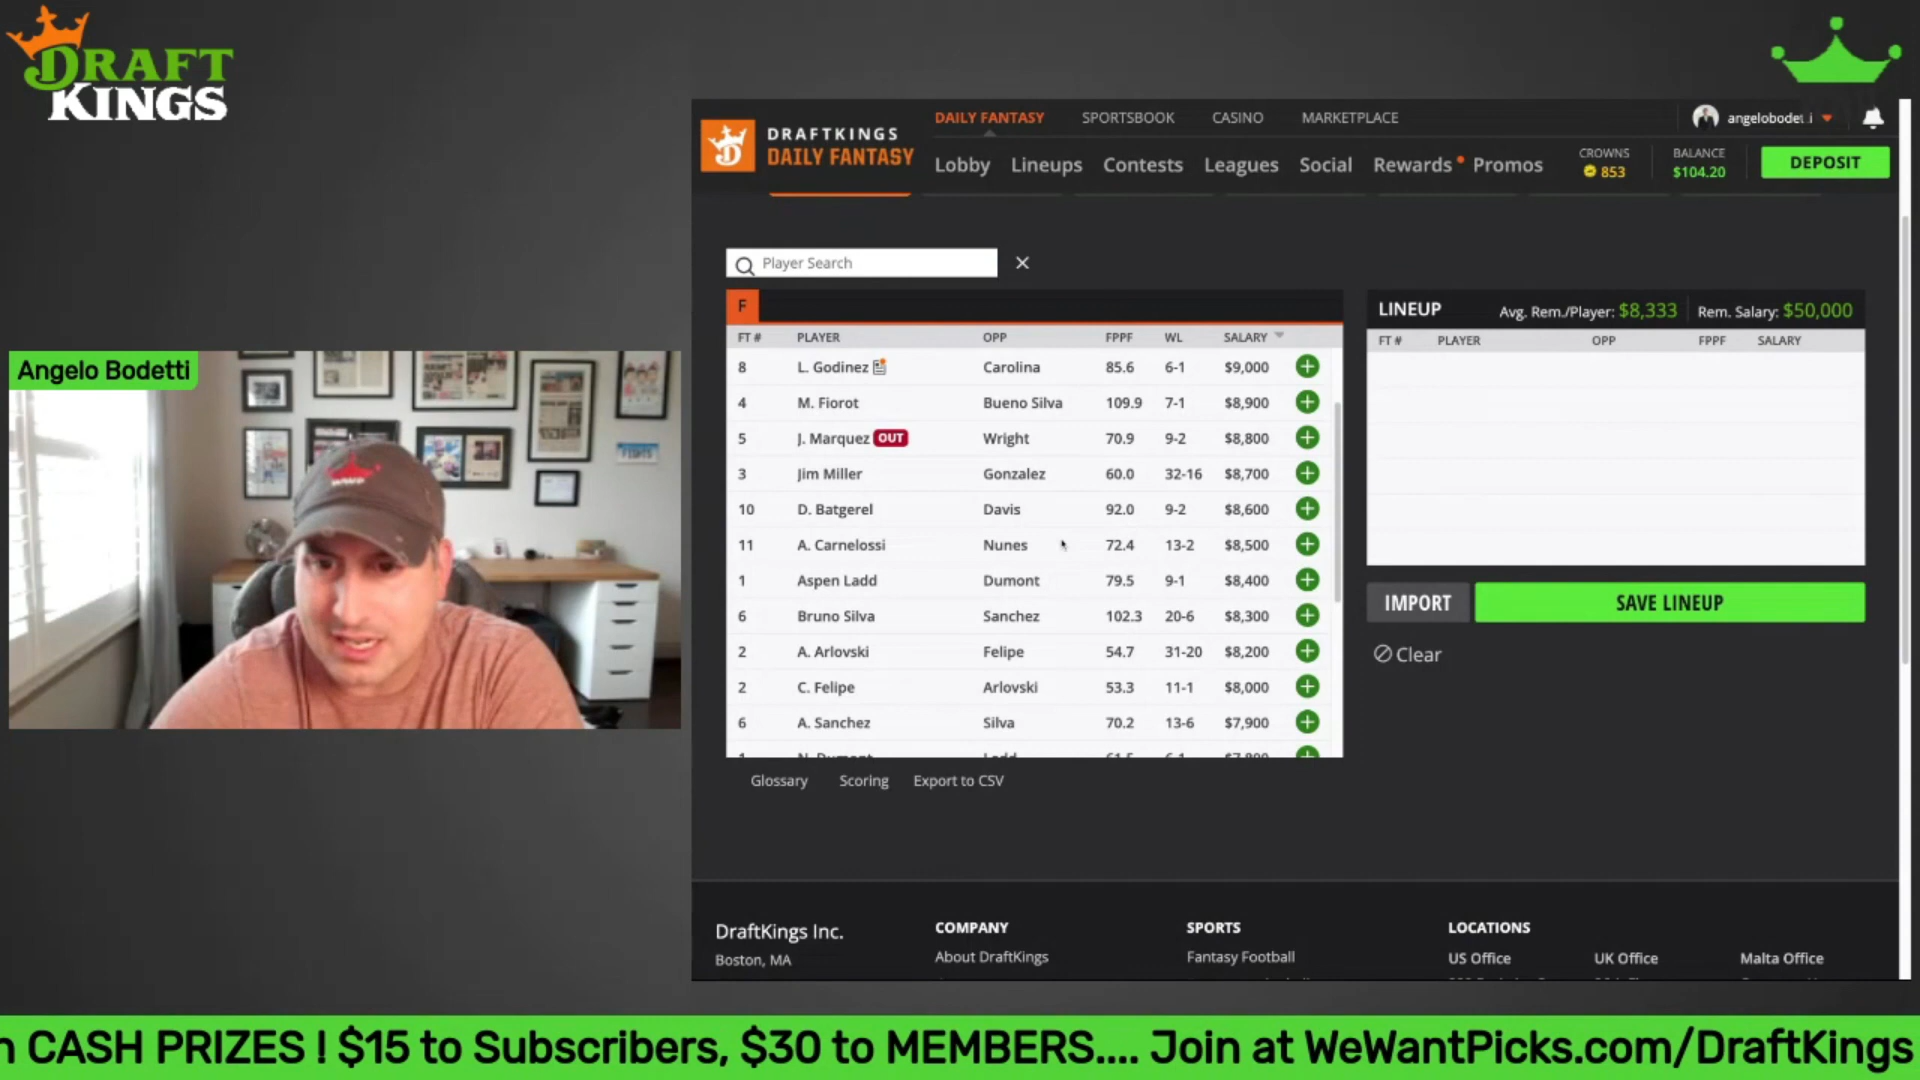 DRAFT
KINGS
Angelo Bodetti
DRAFTKINGS
DAILY FANTASY
DAILY FANTASY SPORTSBOOK CASINO MARKETPLACE
Lobby Lineups Contests Leagues Social Rewards Promos
CROWNS
853
BALANCE
$104.20
DEPOSIT
Player Search
F
FT # PLAYER OPP FPPF WL SALARY
8 L. Godinez Carolina 85.6 6-1 $9,000
4 M. Fiorot Bueno Silva 109.9 7-1 $8,900
5 J. Marquez OUT Wright 70.9 9-2 $8,800
3 Jim Miller Gonzalez 60.0 32-16 $8,700
10 D. Batgerel Davis 92.0 9-2 $8,600
11 A. Carnelossi Nunes 72.4 13-2 $8,500
1 Aspen Ladd Dumont 79.5 9-1 $8,400
6 Bruno Silva Sanchez 102.3 20-6 $8,300
2 A. Arlovski Felipe 54.7 31-20 $8,200
2 C. Felipe Arlovski 53.3 11-1 $8,000
6 A. Sanchez Silva 70.2 13-6 $7,900
Glossary Scoring Export to CSV
LINEUP Avg. Rem./Player: $8,333 Rem. Salary: $50,000
FT # PLAYER OPP FPPF SALARY
IMPORT SAVE LINEUP
Clear
DraftKings Inc.
Boston, MA
COMPANY
About DraftKings
SPORTS
Fantasy Football
LOCATIONS
US Office UK Office Malta Office
CASH PRIZES ! $15 to Subscribers, $30 to MEMBERS.... Join at WeWantPicks.com/DraftKings